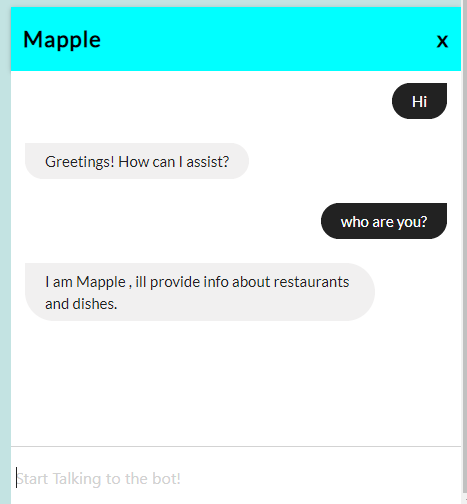 Mapple x
Hi
Greetings! How can I assist?
who are you?
I am Mapple , ill provide info about restaurants
and dishes.
Start Talking to the bot!